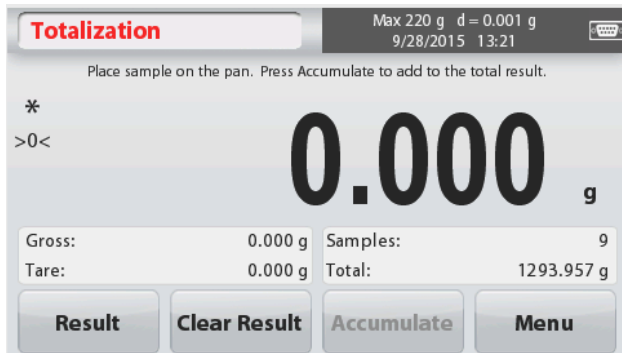 Totalization
Max 220 g d = 0.001 g
9/28/2015 13:21
Place sample on the pan. Press Accumulate to add to the total result.
*
>0<
0.000 g
Gross: 0.000 g Samples: 9
Tare: 0.000 g Total: 1293.957 g
Result Clear Result Accumulate Menu